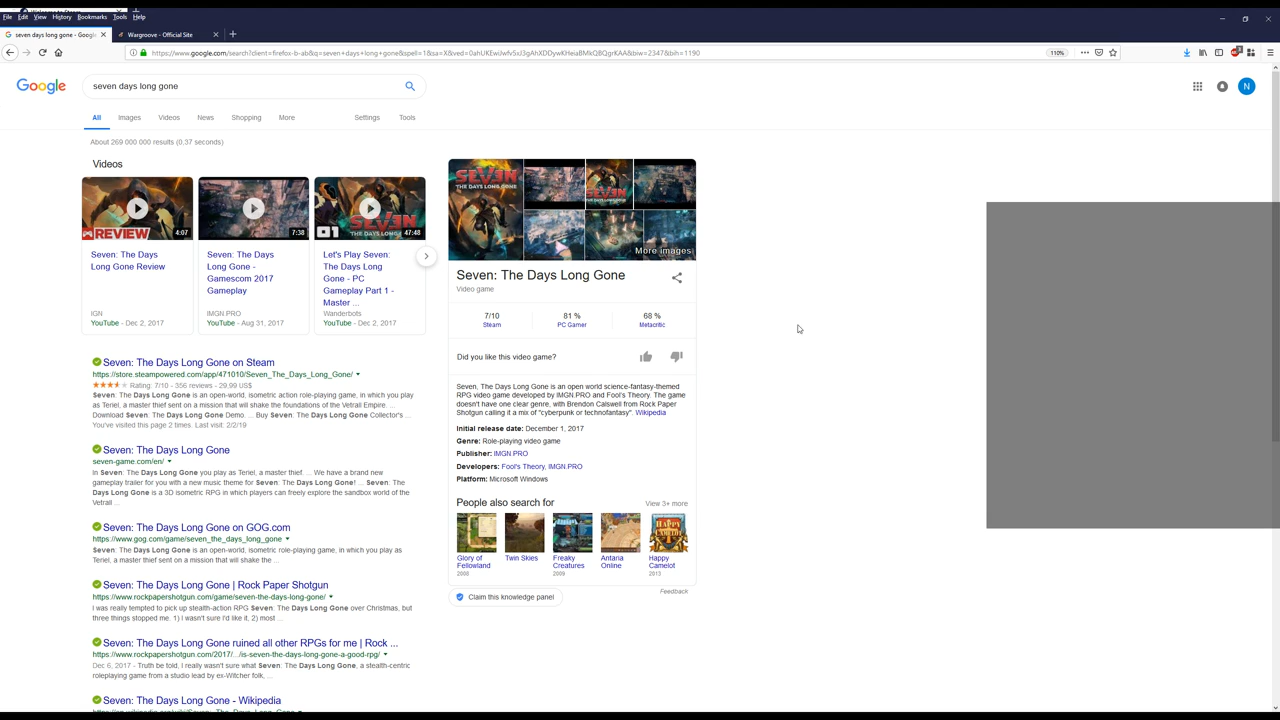 File Edit View History Bookmarks Tools Help
seven days long gone - Google
Wargroove - Official Site
https://www.google.com/search?client=firefox-b-ab&q=seven+days+long+gone&spell=1&sa=X&ved=
110%
Google
seven days long gone
N
All Images Videos News Shopping More Settings Tools
About 269 000 000 results (0,37 seconds)
Videos
REVIEW
4:07
7:38
SEVEN
THE DAYS LONG GONE
#1
47:48
Seven: The Days
Long Gone Review
IGN
YouTube - Dec 2, 2017
Seven: The Days
Long Gone -
Gamescom 2017
Gameplay
IMGN.PRO
YouTube - Aug 31, 2017
Let's Play Seven:
The Days Long
Gone - PC
Gameplay Part 1 -
Master ...
Wanderbots
YouTube - Dec 2, 2017
Seven: The Days Long Gone on Steam
https://store.steampowered.com/app/471010/Seven_The_Days_Long_Gone/
Rating: 7/10 - 356 reviews - 29.99 US$
Seven: The Days Long Gone is an open-world, isometric action role-playing game, in which you play
as Teriel, a master thief sent on a mission that will shake the foundations of the Vetrall Empire. ...
Download Seven: The Days Long Gone Demo. ... Buy Seven: The Days Long Gone Collector's ...
You've visited this page 2 times. Last visit: 2/2/19
Seven: The Days Long Gone
seven-game.com/en/
In Seven: The Days Long Gone you play as Teriel, a master thief. ... We have a brand new
gameplay trailer for you with a new music theme for Seven: The Days Long Gone! ... Seven: The
Days Long Gone is a 3D isometric RPG in which players can freely explore the sandbox world of the
Vetrall ...
Seven: The Days Long Gone on GOG.com
https://www.gog.com/game/seven_the_days_long_gone
Seven: The Days Long Gone is an open-world, isometric role-playing game, in which you play as
Teriel, a master thief sent on a mission that will shake the ...
Seven: The Days Long Gone | Rock Paper Shotgun
https://www.rockpapershotgun.com/game/seven-the-days-long-gone/
I was really tempted to pick up stealth-action RPG Seven: The Days Long Gone over Christmas, but
three things stopped me. 1) I wasn't sure I'd like it, 2) most ...
Seven: The Days Long Gone ruined all other RPGs for me | Rock ...
https://www.rockpapershotgun.com/2017/.../is-seven-the-days-long-gone-a-good-rpg/
Dec 6, 2017 - Truth be told, I really wasn't sure what Seven: The Days Long Gone, a stealth-centric
roleplaying game from a studio led by ex-Witcher folk, ...
Seven: The Days Long Gone - Wikipedia
SEVEN
THE DAYS LONG GONE
SEVEN
THE DAYS LONG GONE
More images
Seven: The Days Long Gone
Video game
7/10
Steam
81 %
PC Gamer
68 %
Metacritic
Did you like this video game?
Seven, The Days Long Gone is an open world science-fantasy-themed
RPG video game developed by IMGN.PRO and Fool's Theory. The game
doesn't have one clear genre, with Brendon Calswell from Rock Paper
Shotgun calling it a mix of "cyberpunk or technofantasy". Wikipedia
Initial release date: December 1, 2017
Genre: Role-playing video game
Publisher: IMGN.PRO
Developers: Fool's Theory, IMGN.PRO
Platform: Microsoft Windows
People also search for
View 3+ more
Glory of
Fellowland
2008
Twin Skies
Freaky
Creatures
2009
Antaria
Online
HAPPY
CAMELOT
Happy
Camelot
2013
Feedback
Claim this knowledge panel